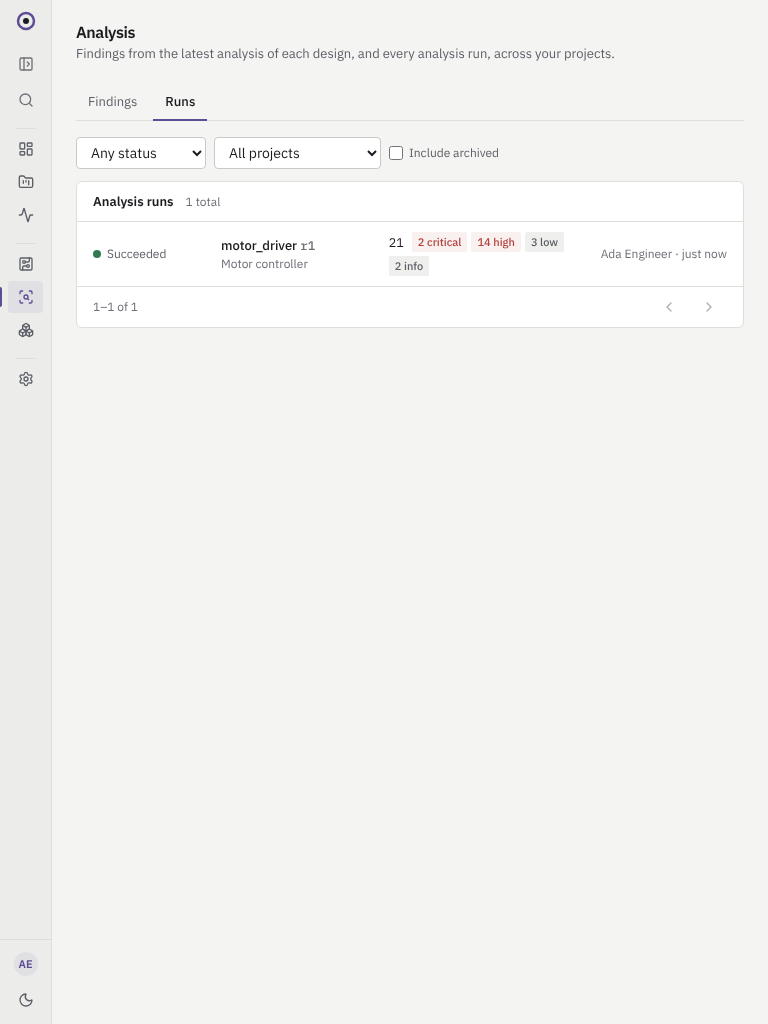 Analysis
Findings from the latest analysis of each design, and every analysis run, across your projects.
Findings Runs
Any status All projects Include archived
Analysis runs 1 total
Succeeded motor_driver r1 21 2 critical 14 high 3 low Ada Engineer · just now
Motor controller 2 info
1–1 of 1
AE